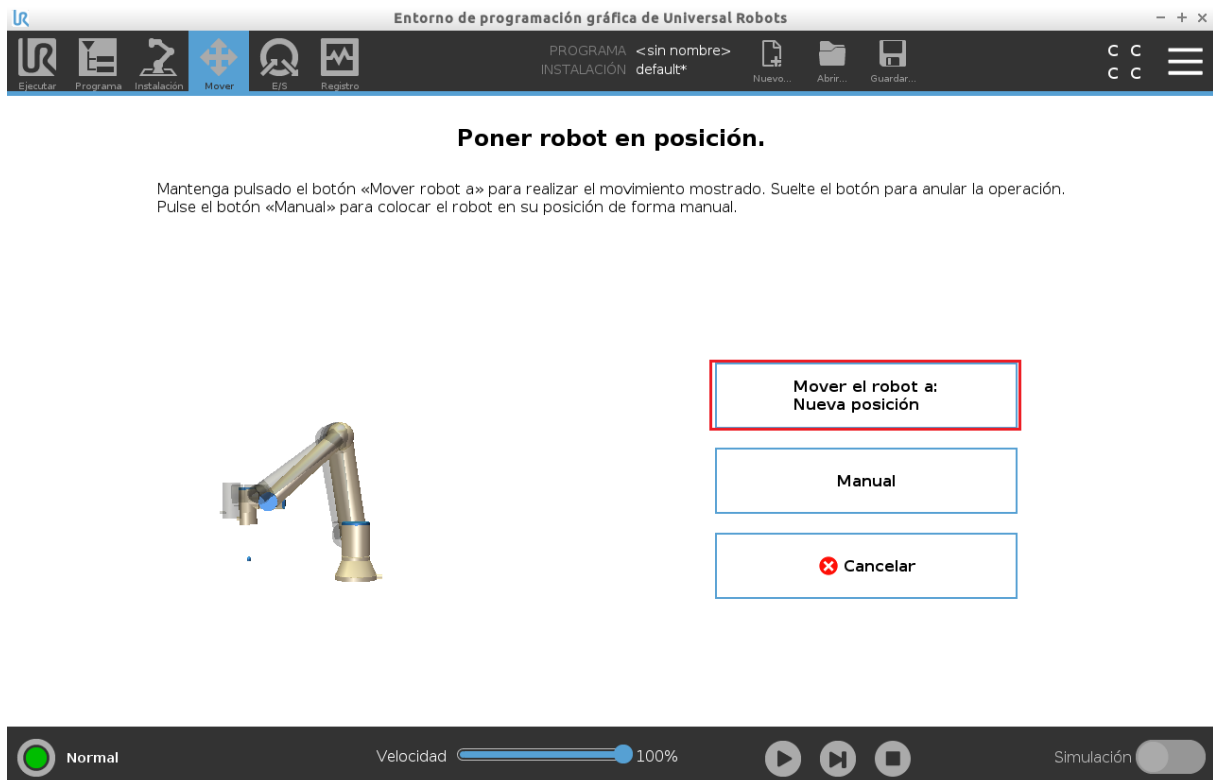 UR
Entorno de programación gráfica de Universal Robots
Ejecutar
Programa
Instalación
Mover
E/S
Registro
PROGRAMA <sin nombre>
INSTALACIÓN default*
Nuevo...
Abrir...
Guardar...
C C
C C
Poner robot en posición.
Mantenga pulsado el botón «Mover robot a» para realizar el movimiento mostrado. Suelte el botón para anular la operación.
Pulse el botón «Manual» para colocar el robot en su posición de forma manual.
Mover el robot a:
Nueva posición
Manual
Cancelar
Normal
Velocidad 100%
Simulación